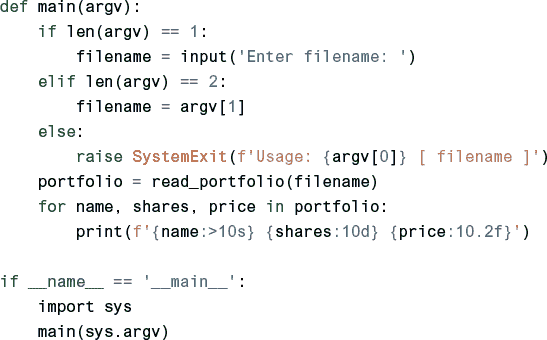 def main(argv):
    if len(argv) == 1:
        filename = input('Enter filename: ')
    elif len(argv) == 2:
        filename = argv[1]
    else:
        raise SystemExit(f'Usage: {argv[0]} [ filename ]')
    portfolio = read_portfolio(filename)
    for name, shares, price in portfolio:
        print(f'{name:>10s} {shares:10d} {price:10.2f}')

if __name__ == '__main__':
    import sys
    main(sys.argv)